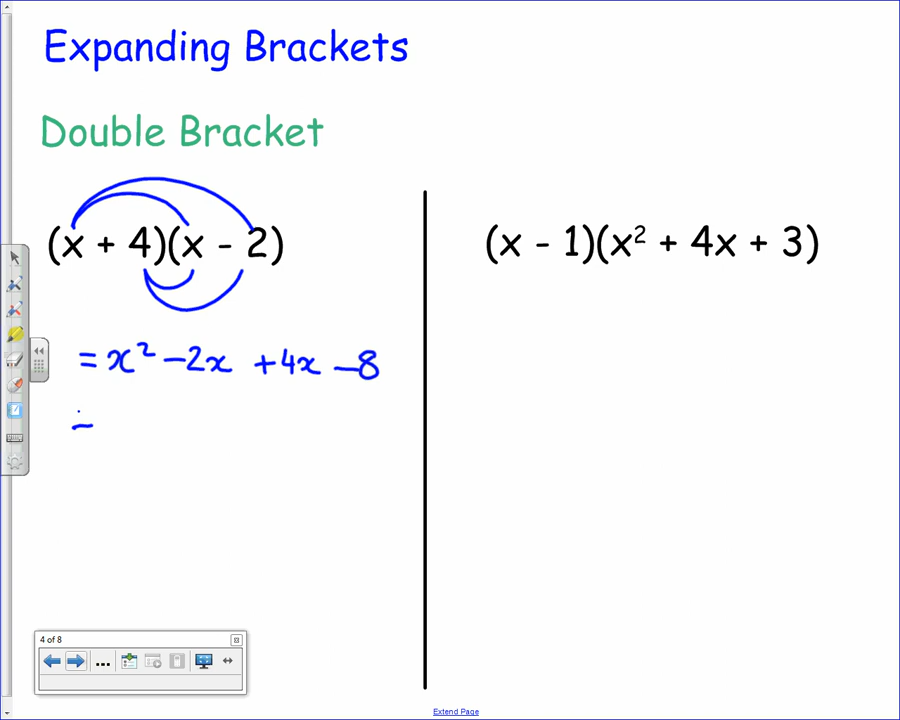 Expanding Brackets
Double Bracket
(x + 4)(x - 2)
= x² -2x +4x -8
=
(x - 1)(x² + 4x + 3)
4 of 8
...
Extend Page